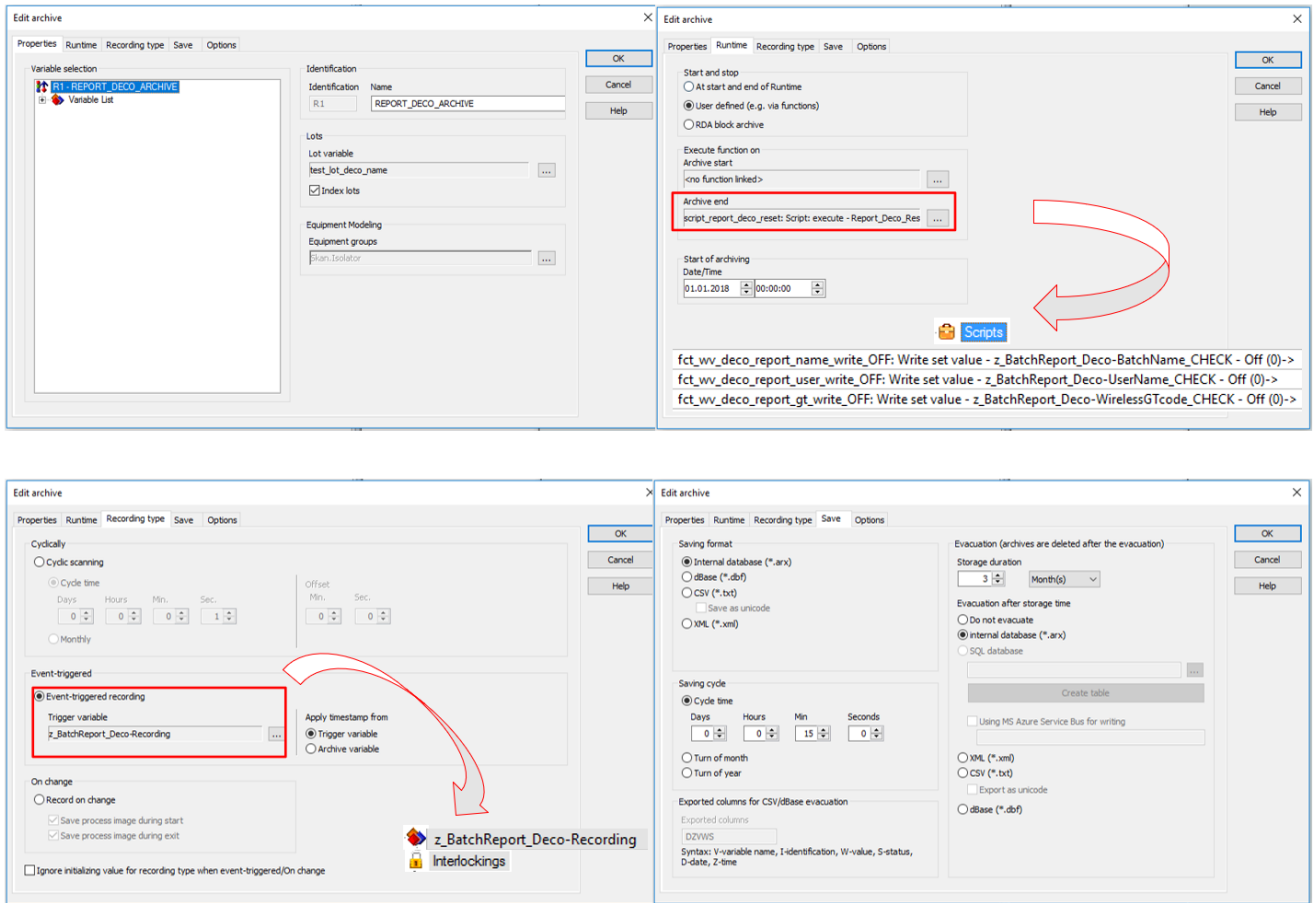 Edit archive
Properties Runtime Recording type Save Options
Variable selection
R1 - REPORT_DECO_ARCHIVE
Variable List
Identification
Identification Name
R1 REPORT_DECO_ARCHIVE
Lots
Lot variable
test_lot_deco_name ...
Index lots
Equipment Modeling
Equipment groups
Skan.Isolator ...
OK
Cancel
Help
Edit archive
Properties Runtime Recording type Save Options
Start and stop
At start and end of Runtime
User defined (e.g. via functions)
RDA block archive
Execute function on
Archive start
<no function linked> ...
Archive end
script_report_deco_reset: Script: execute - Report_Deco_Res ...
Start of archiving
Date/Time
01.01.2018 00:00:00
OK
Cancel
Help
Scripts
fct_wv_deco_report_name_write_OFF: Write set value - z_BatchReport_Deco-BatchName_CHECK - Off (0)->
fct_wv_deco_report_user_write_OFF: Write set value - z_BatchReport_Deco-UserName_CHECK - Off (0)->
fct_wv_deco_report_gt_write_OFF: Write set value - z_BatchReport_Deco-WirelessGTcode_CHECK - Off (0)->
Edit archive
Properties Runtime Recording type Save Options
Cyclically
Cyclic scanning
Cycle time
Days Hours Min. Sec.
0 0 0 1
Monthly
Offset
Min. Sec.
0 0
Event-triggered
Event-triggered recording
Trigger variable
z_BatchReport_Deco-Recording ...
Apply timestamp from
Trigger variable
Archive variable
On change
Record on change
Save process image during start
Save process image during exit
Ignore initializing value for recording type when event-triggered/On change
OK
Cancel
Help
z_BatchReport_Deco-Recording
Interlockings
Edit archive
Properties Runtime Recording type Save Options
Saving format
Internal database (*.arx)
dBase (*.dbf)
CSV (*.txt)
Save as unicode
XML (*.xml)
Saving cycle
Cycle time
Days Hours Min Seconds
0 0 15 0
Turn of month
Turn of year
Exported columns for CSV/dBase evacuation
Exported columns
DZVWS
Syntax: V-variable name, I-identification, W-value, S-status,
D-date, Z-time
Evacuation (archives are deleted after the evacuation)
Storage duration
3 Month(s)
Evacuation after storage time
Do not evacuate
internal database (*.arx)
SQL database
...
Create table
Using MS Azure Service Bus for writing
XML (*.xml)
CSV (*.txt)
Export as unicode
dBase (*.dbf)
OK
Cancel
Help